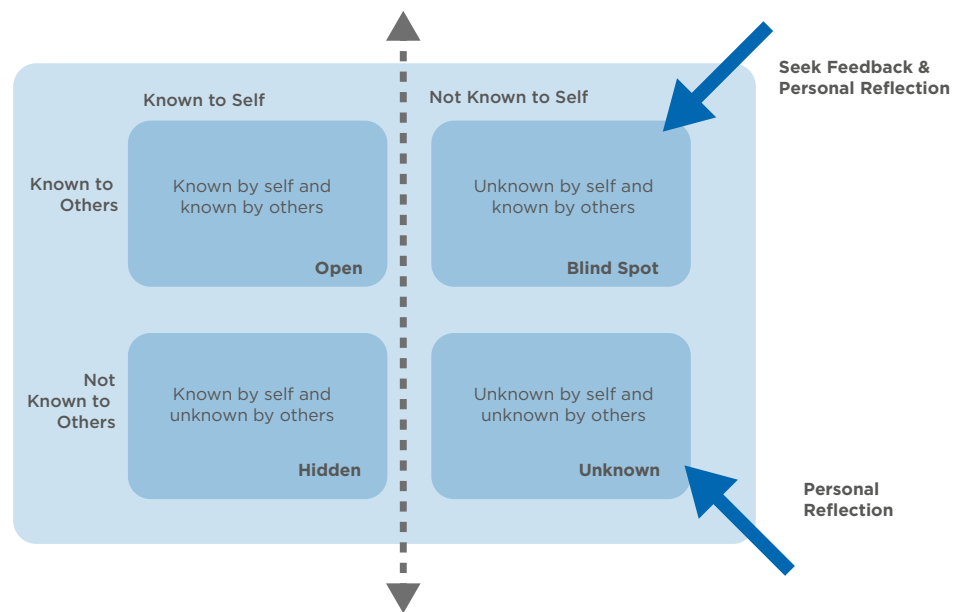 Seek Feedback &
Personal Reflection
Known to Self
Not Known to Self
Known to
Others
Known by self and
known by others
Open
Unknown by self and
known by others
Blind Spot
Not
Known to
Others
Known by self and
unknown by others
Hidden
Unknown by self and
unknown by others
Unknown
Personal
Reflection